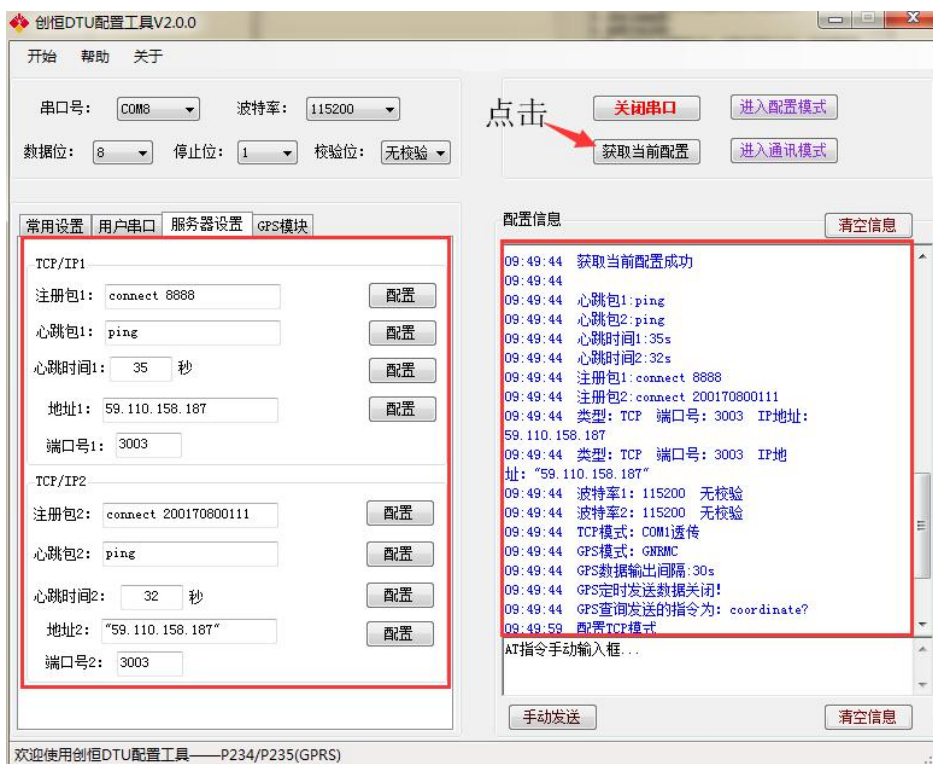 创恒DTU配置工具V2.0.0
开始 帮助 关于
串口号： COM8 波特率： 115200
数据位： 8 停止位： 1 校验位： 无校验
点击
关闭串口 进入配置模式
获取当前配置 进入通讯模式
常用设置 用户串口 服务器设置 GPS模块
TCP/IP1
注册包1： connect 8888 配置
心跳包1： ping 配置
心跳时间1： 35 秒 配置
地址1： 59.110.158.187 配置
端口号1： 3003
TCP/IP2
注册包2： connect 200170800111 配置
心跳包2： ping 配置
心跳时间2： 32 秒 配置
地址2： "59.110.158.187" 配置
端口号2： 3003
配置信息 清空信息
09:49:44 获取当前配置成功
09:49:44
09:49:44 心跳包1:ping
09:49:44 心跳包2:ping
09:49:44 心跳时间1:35s
09:49:44 心跳时间2:32s
09:49:44 注册包1:connect 8888
09:49:44 注册包2:connect 200170800111
09:49:44 类型：TCP 端口号：3003 IP地址：
59.110.158.187
09:49:44 类型：TCP 端口号：3003 IP地
址："59.110.158.187"
09:49:44 波特率1：115200 无校验
09:49:44 波特率2：115200 无校验
09:49:44 TCP模式：COM1透传
09:49:44 GPS模式：GNRMC
09:49:44 GPS数据输出间隔:30s
09:49:44 GPS定时发送数据关闭!
09:49:44 GPS查询发送的指令为：coordinate?
09:49:59 配置TCP模式
AT指令手动输入框...
手动发送 清空信息
欢迎使用创恒DTU配置工具——P234/P235(GPRS)